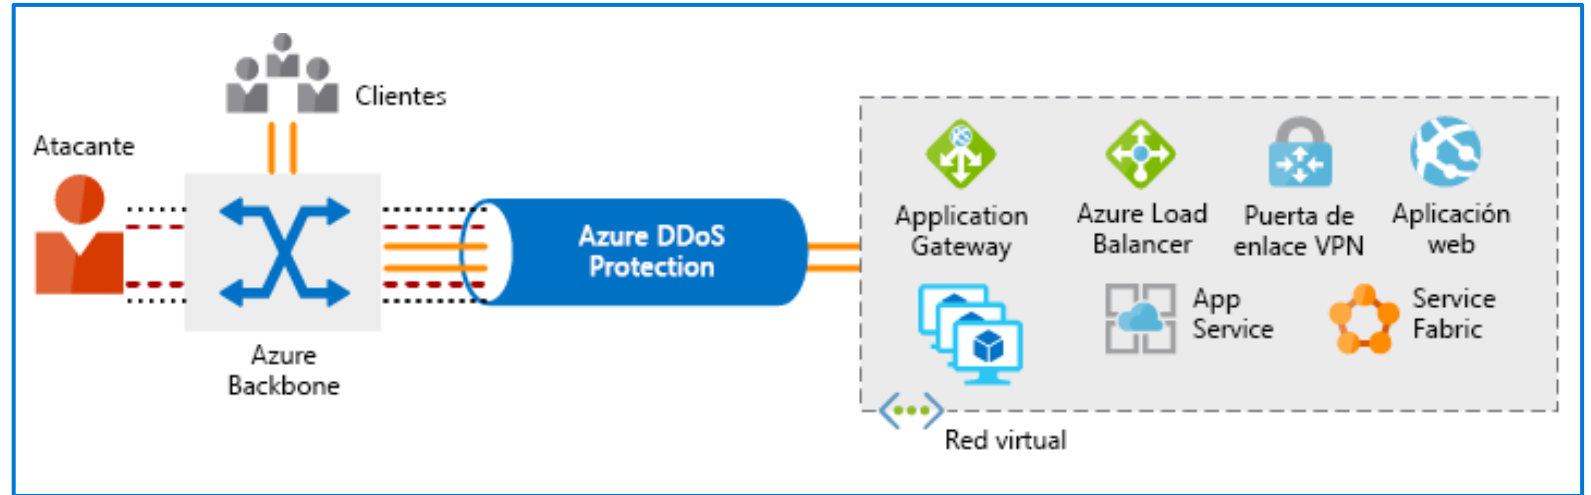 Clientes
Atacante
Azure
Backbone
Azure DDoS
Protection
Application
Gateway
Azure Load
Balancer
Puerta de
enlace VPN
Aplicación
web
App
Service
Service
Fabric
Red virtual